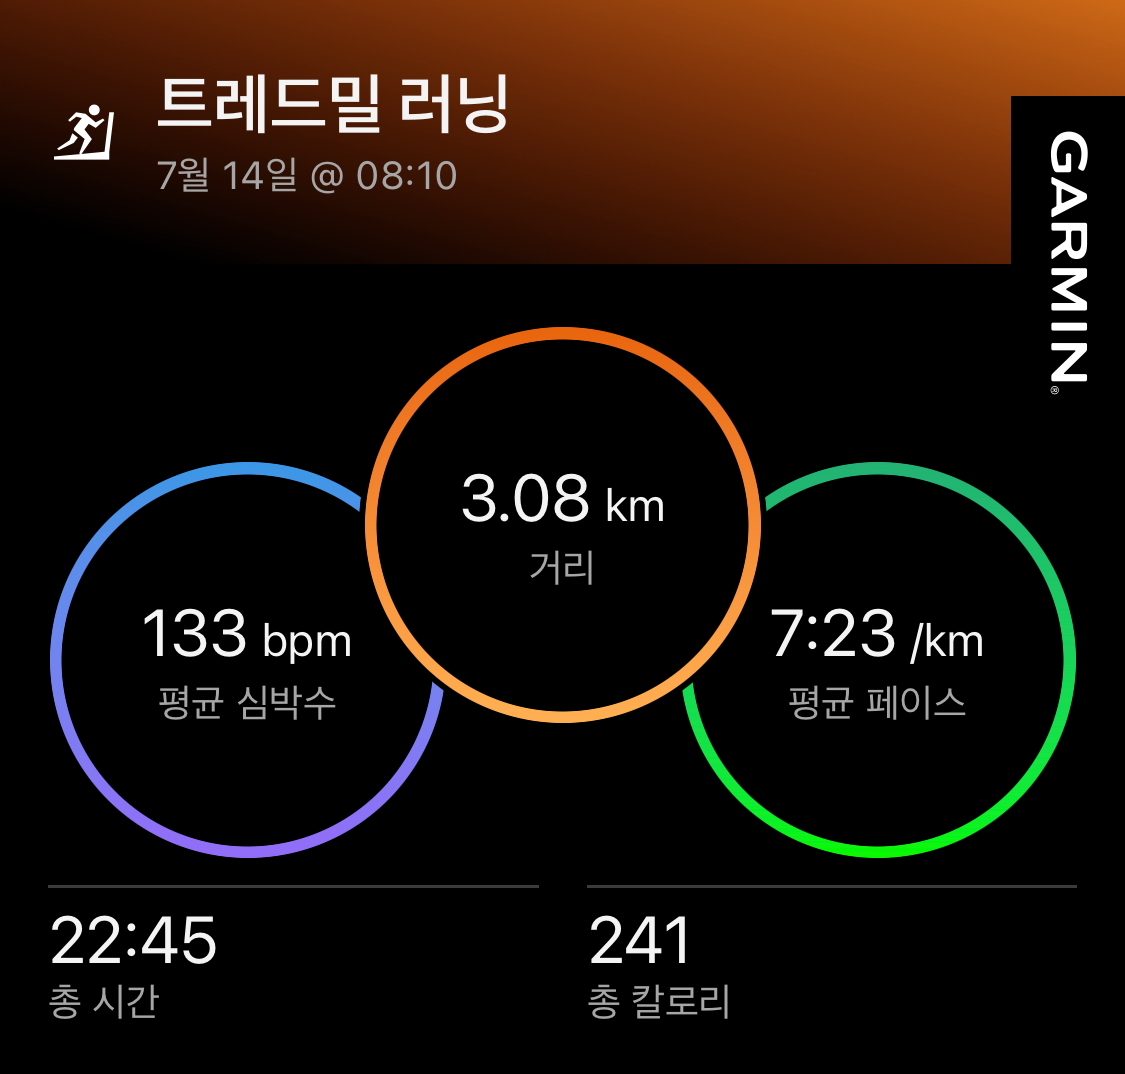 트레드밀 러닝
7월 14일 @ 08:10
GARMIN®
3.08 km
거리
133 bpm
평균 심박수
7:23 /km
평균 페이스
22:45
총 시간
241
총 칼로리